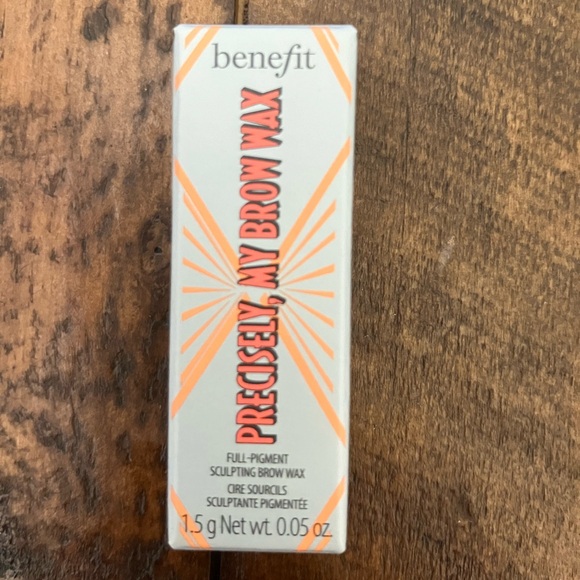 benefit
PRECISELY, MY BROW WAX
FULL-PIGMENT
SCULPTING BROW WAX
CIRE SOURCILS
SCULPTANTE PIGMENTÉE
1.5 g Net wt. 0.05 oz.